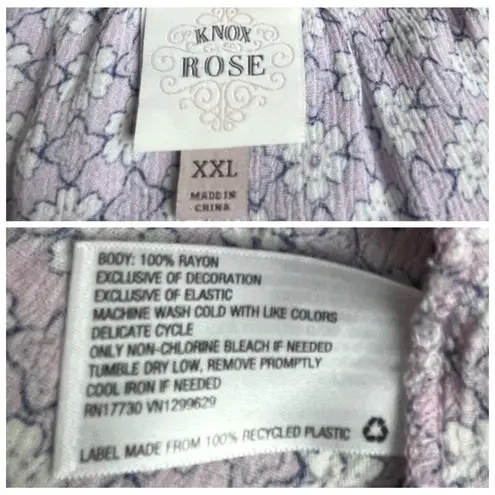 KNOX
ROSE
XXL
MADE IN
CHINA
BODY: 100% RAYON
EXCLUSIVE OF DECORATION
EXCLUSIVE OF ELASTIC
MACHINE WASH COLD WITH LIKE COLORS
DELICATE CYCLE
ONLY NON-CHLORINE BLEACH IF NEEDED
TUMBLE DRY LOW, REMOVE PROMPTLY
COOL IRON IF NEEDED
RN17730 VN1299629
LABEL MADE FROM 100% RECYCLED PLASTIC